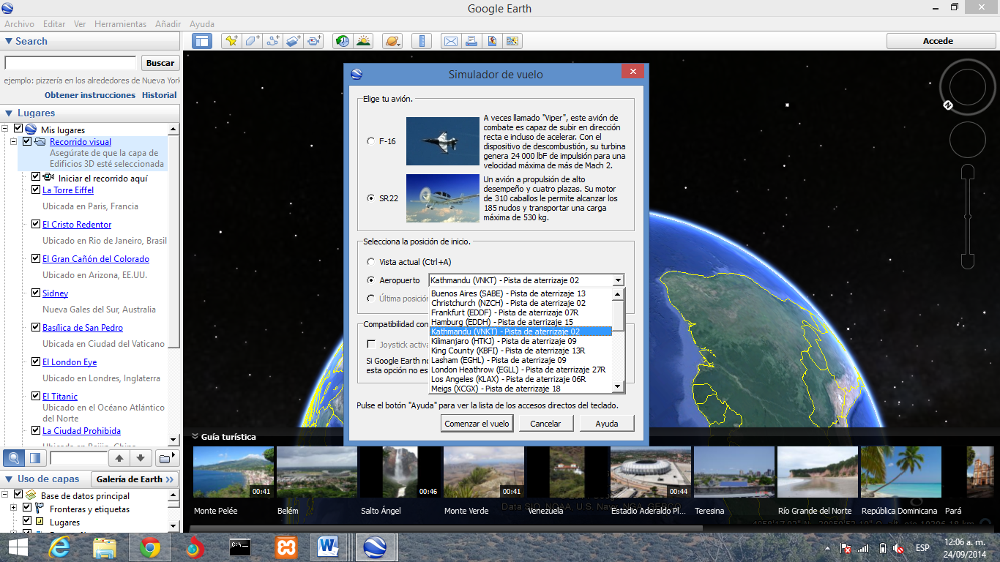 Google Earth
Archivo Editar Ver Herramientas Añadir Ayuda
Search
Buscar
ejemplo: pizzería en los alrededores de Nueva York
Obtener instrucciones Historial
Lugares
Mis lugares
Recorrido visual
Asegúrate de que la capa de
Edificios 3D esté seleccionada
Iniciar el recorrido aquí
La Torre Eiffel
Ubicada en Paris, Francia
El Cristo Redentor
Ubicado en Rio de Janeiro, Brasil
El Gran Cañón del Colorado
Ubicado en Arizona, EE.UU.
Sidney
Nueva Gales del Sur, Australia
Basílica de San Pedro
Ubicada en Ciudad del Vaticano
El London Eye
Ubicado en Londres, Inglaterra
El Titanic
Ubicado en el Océano Atlántico
del Norte
La Ciudad Prohibida
Uso de capas
Galería de Earth
Base de datos principal
Fronteras y etiquetas
Lugares
Accede
Simulador de vuelo
Elige tu avión.
F-16
A veces llamado "Viper", este avión de
combate es capaz de subir en dirección
recta e incluso de acelerar. Con el
dispositivo de descombustión, su turbina
genera 24 000 lbF de impulsión para una
velocidad máxima de más de Mach 2.
SR22
Un avión a propulsión de alto
desempeño y cuatro plazas. Su motor
de 310 caballos le permite alcanzar los
185 nudos y transportar una carga
máxima de 530 kg.
Selecciona la posición de inicio.
Vista actual (Ctrl+A)
Aeropuerto
Kathmandu (VNKT) - Pista de aterrizaje 02
Última posición
Buenos Aires (SABE) - Pista de aterrizaje 13
Christchurch (NZCH) - Pista de aterrizaje 02
Frankfurt (EDDF) - Pista de aterrizaje 07R
Hamburg (EDDH) - Pista de aterrizaje 15
Kathmandu (VNKT) - Pista de aterrizaje 02
Kilimanjaro (HTKJ) - Pista de aterrizaje 09
King County (KBFI) - Pista de aterrizaje 13R
Lasham (EGHL) - Pista de aterrizaje 09
London Heathrow (EGLL) - Pista de aterrizaje 27R
Los Angeles (KLAX) - Pista de aterrizaje 06R
Meigs (XCGX) - Pista de aterrizaje 18
Compatibilidad con
Joystick activa
Si Google Earth no
esta opción no es
Pulse el botón "Ayuda" para ver la lista de los accesos directos del teclado.
Comenzar el vuelo Cancelar Ayuda
N
Guía turística
00:41 00:46 00:41 00:44
Monte Pelée Belém Salto Ángel Monte Verde Venezuela Estadio Aderaldo Pl... Teresina Río Grande del Norte República Dominicana Pará
Data SIO, NOAA, U.S. Navy, NGA, GEBCO
C:\
W
ESP
12:06 a. m.
24/09/2014